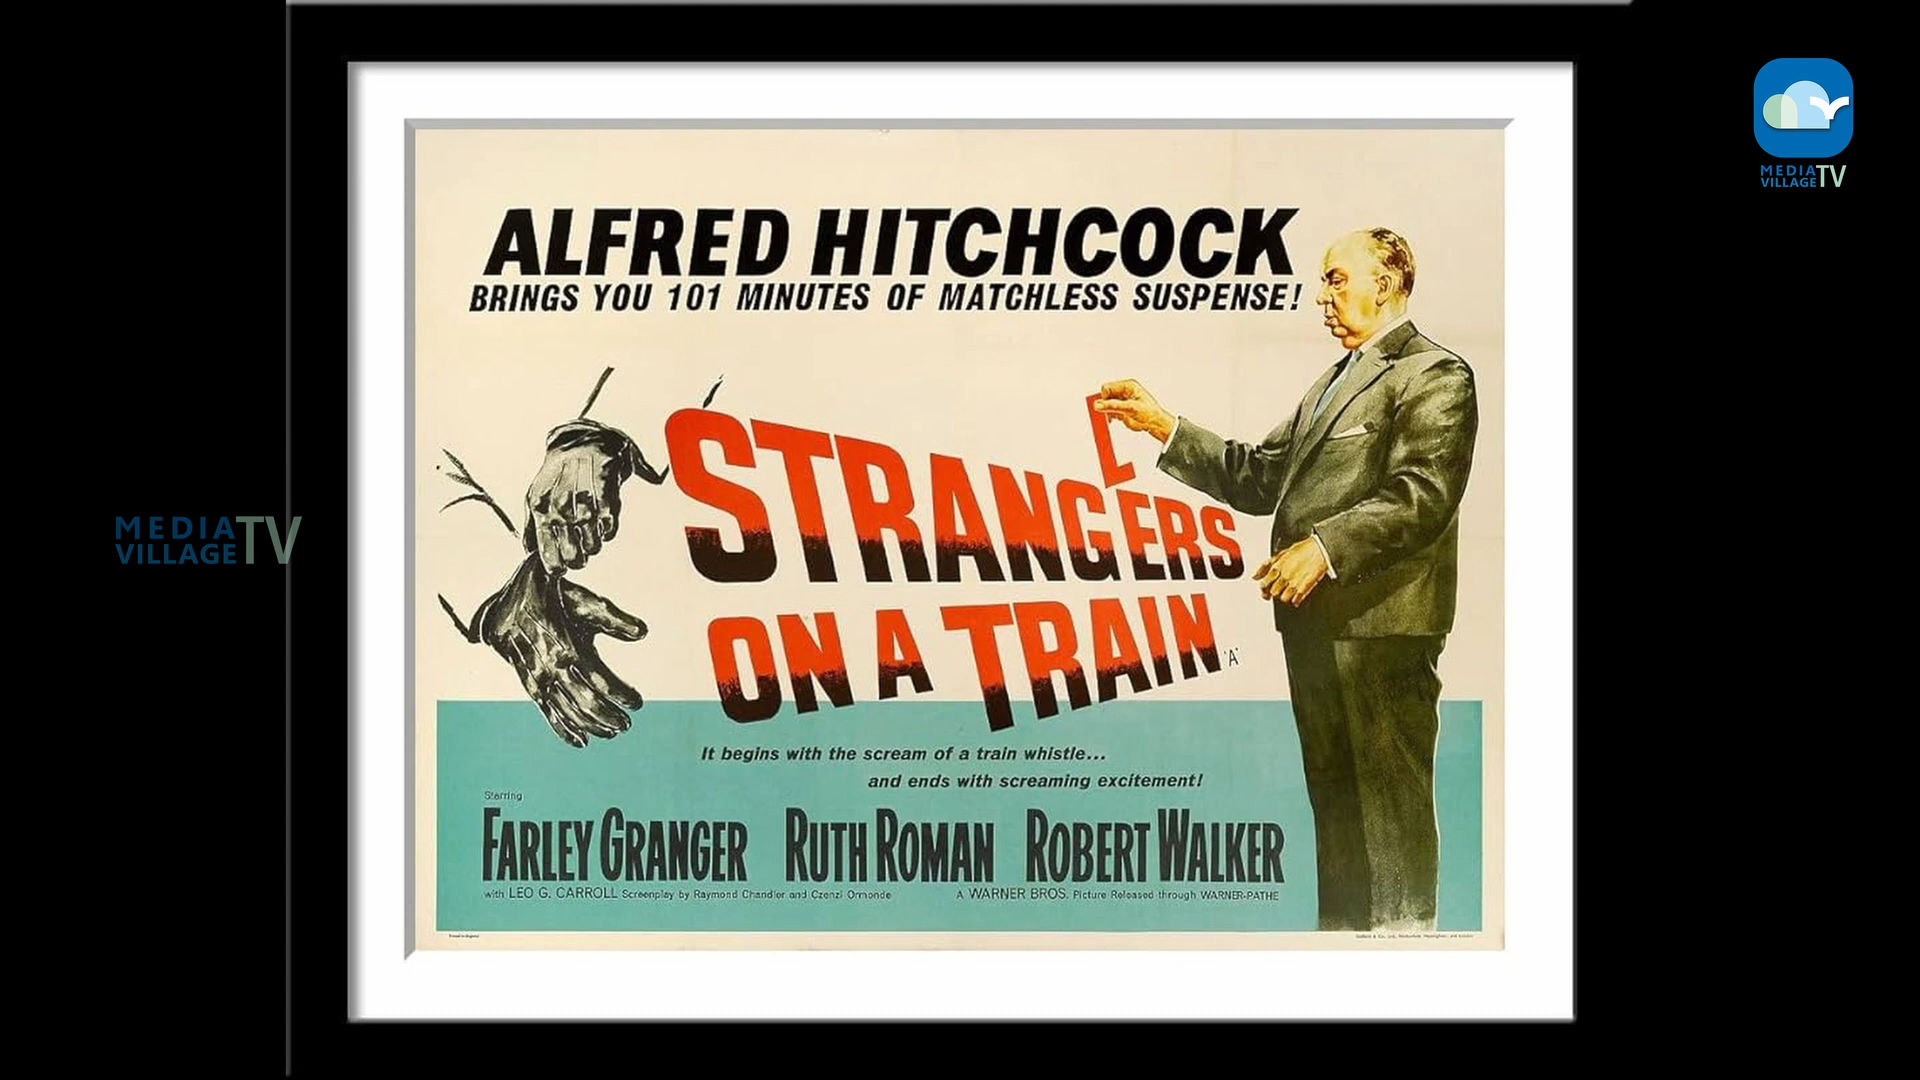 MEDIA
VILLAGE TV
ALFRED HITCHCOCK
BRINGS YOU 101 MINUTES OF MATCHLESS SUSPENSE!
STRANGERS
ON A TRAIN 'A'
It begins with the scream of a train whistle...
and ends with screaming excitement!
Starring
FARLEY GRANGER RUTH ROMAN ROBERT WALKER
with LEO G. CARROLL Screenplay by Raymond Chandler and Czenzi Ormonde A WARNER BROS. Picture Released through WARNER-PATHE
MEDIA
VILLAGE TV